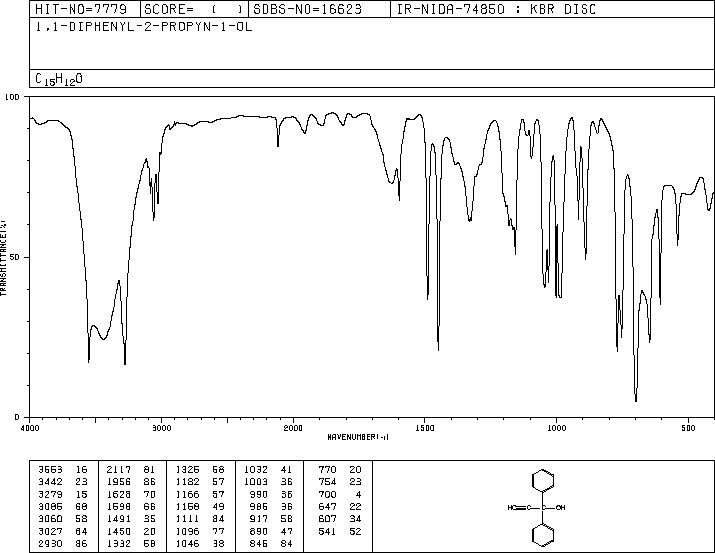 HIT-NO=7779 SCORE= ( ) SDBS-NO=16623 IR-NIDA-74850 : KBR DISC
1,1-DIPHENYL-2-PROPYN-1-OL
C15H12O
100
50
0
TRANSMITTANCE(%)
4000 3000 2000 1500 1000 500
WAVENUMBER(-1)
3553 16 2117 81 1325 58 1032 41 770 20
3442 23 1956 86 1182 57 1003 36 754 23
3279 15 1628 70 1166 57 990 36 700 4
3085 68 1598 66 1158 49 985 36 647 22
3060 58 1491 35 1111 84 917 58 607 34
3027 64 1450 20 1096 77 890 47 541 52
2930 86 1332 58 1046 38 846 84
HC C C OH